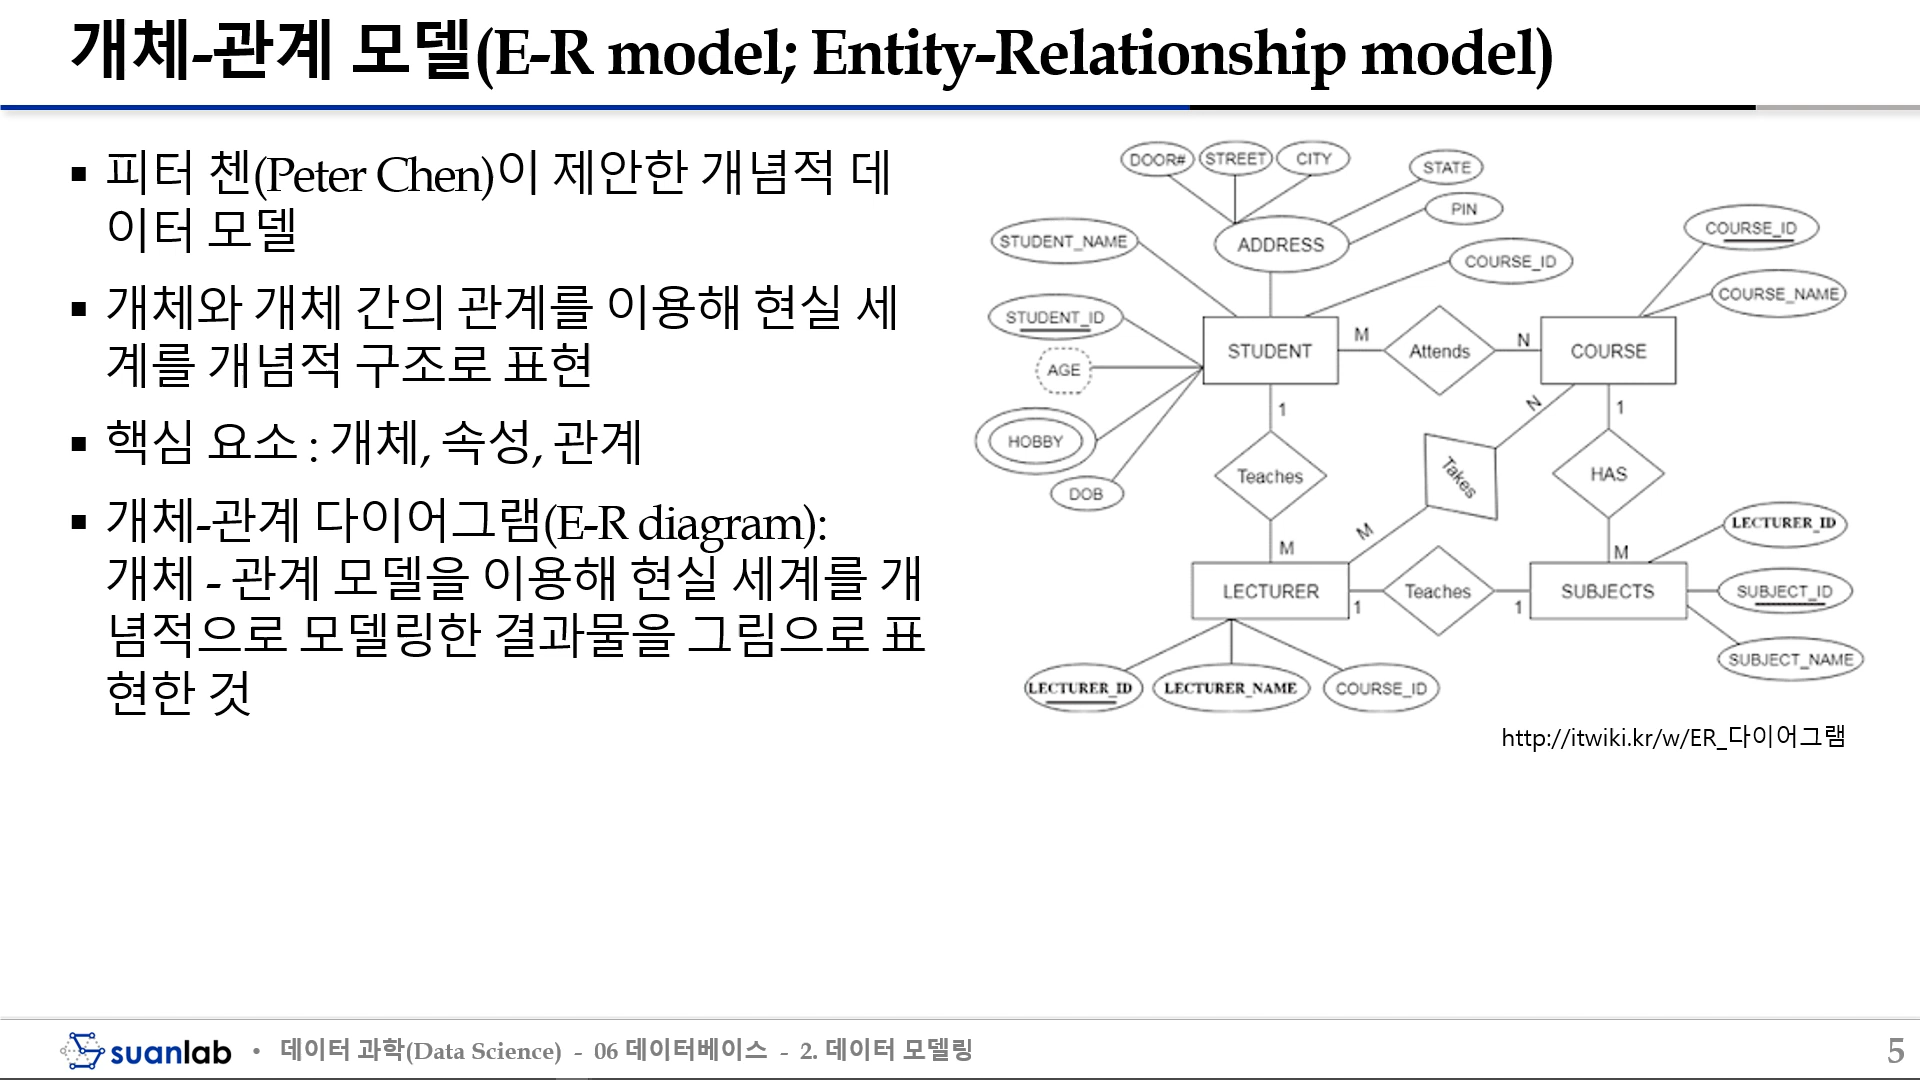 개체-관계 모델(E-R model; Entity-Relationship model)
▪ 피터 첸(Peter Chen)이 제안한 개념적 데
이터 모델
▪ 개체와 개체 간의 관계를 이용해 현실 세
계를 개념적 구조로 표현
▪ 핵심 요소 : 개체, 속성, 관계
▪ 개체-관계 다이어그램(E-R diagram):
개체 - 관계 모델을 이용해 현실 세계를 개
념적으로 모델링한 결과물을 그림으로 표
현한 것
DOOR# STREET CITY STATE
PIN
STUDENT_NAME ADDRESS COURSE_ID
COURSE_ID
STUDENT_ID COURSE_NAME
STUDENT M Attends N COURSE
AGE
1 N 1
HOBBY
Teaches Takes HAS
DOB
M M M
LECTURER_ID
LECTURER 1 Teaches 1 SUBJECTS SUBJECT_ID
SUBJECT_NAME
LECTURER_ID LECTURER_NAME COURSE_ID
http://itwiki.kr/w/ER_다이어그램
suanlab • 데이터 과학(Data Science) - 06 데이터베이스 - 2. 데이터 모델링 5